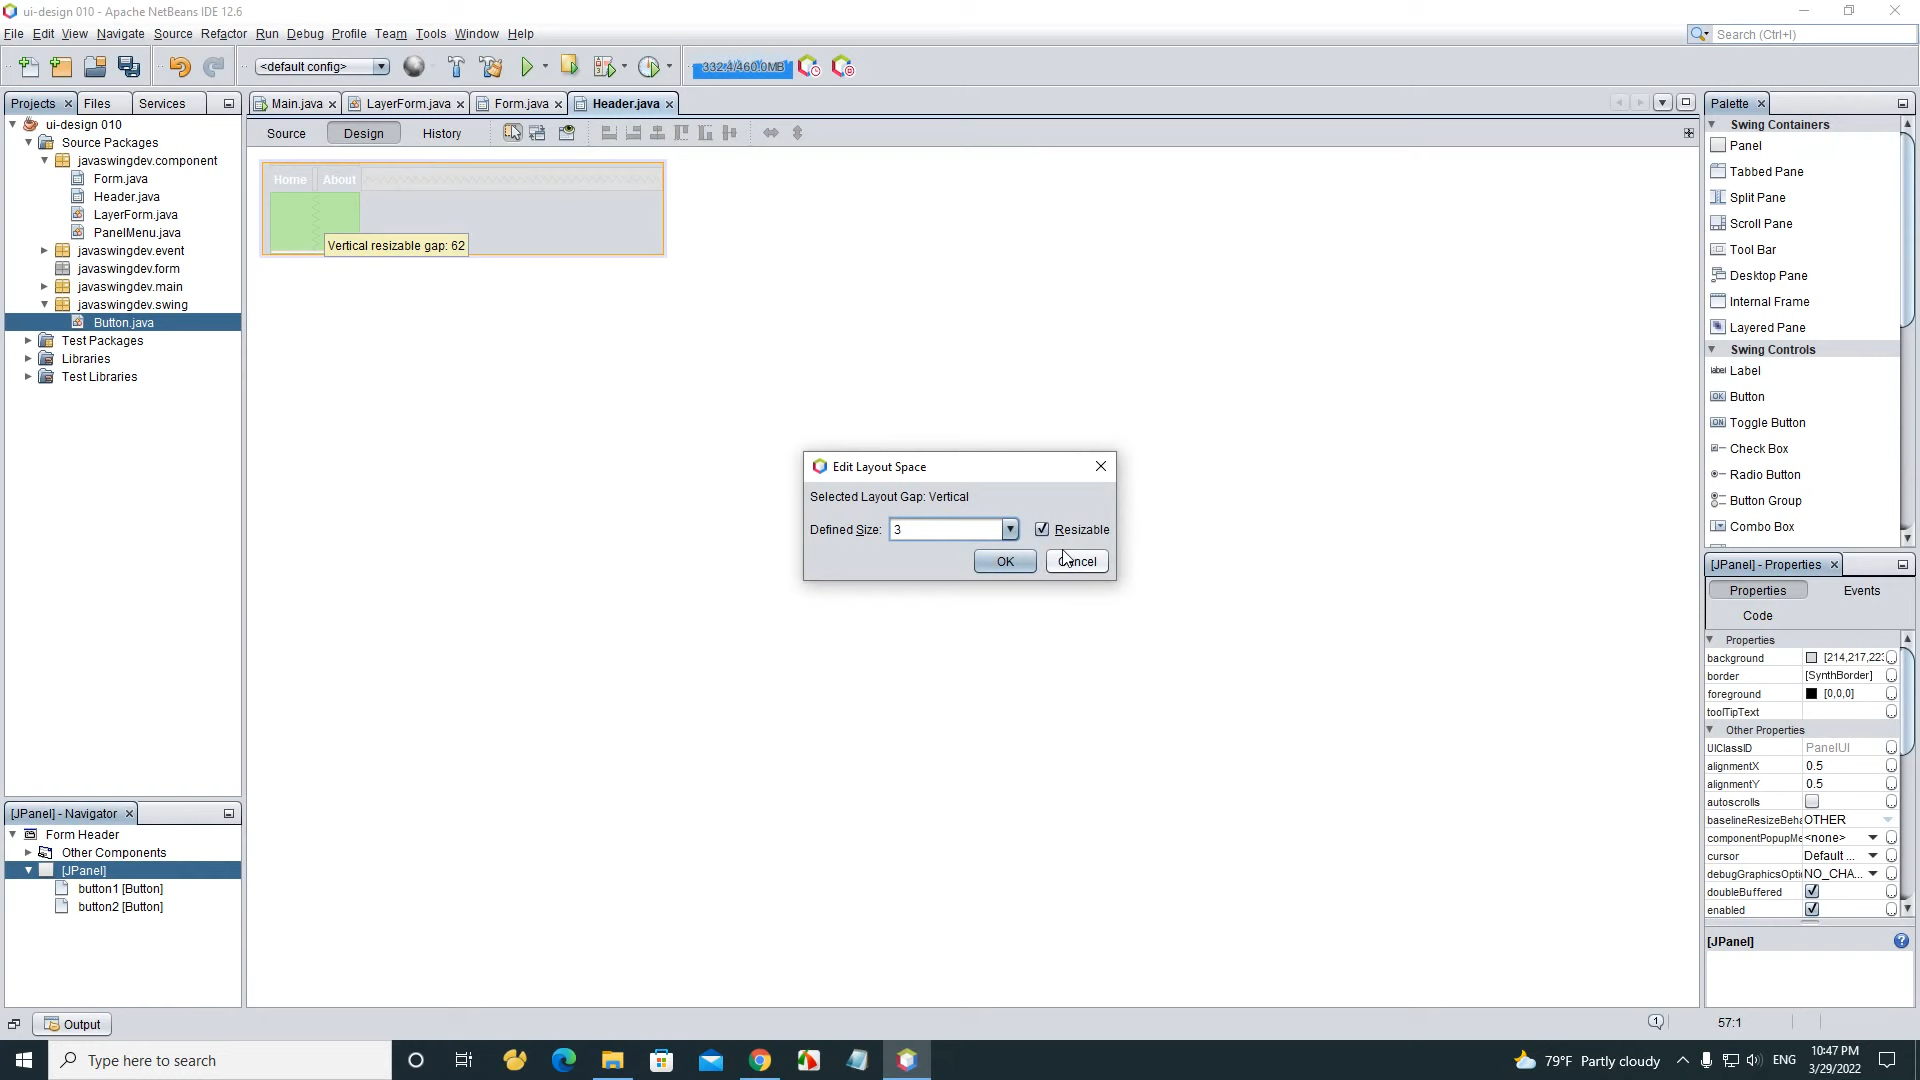 ui-design 010 - Apache NetBeans IDE 12.6
File Edit View Navigate Source Refactor Run Debug Profile Team Tools Window Help
Search (Ctrl+I)
<default config>
332.4/460.0MB
Projects Files Services
Main.java LayerForm.java Form.java Header.java
Palette
ui-design 010
Source Packages
javaswingdev.component
Form.java
Header.java
LayerForm.java
PanelMenu.java
javaswingdev.event
javaswingdev.form
javaswingdev.main
javaswingdev.swing
Button.java
Test Packages
Libraries
Test Libraries
Source Design History
Home About
Vertical resizable gap: 62
Edit Layout Space
Selected Layout Gap: Vertical
Defined Size: 3 Resizable
OK Cancel
Swing Containers
Panel
Tabbed Pane
Split Pane
Scroll Pane
Tool Bar
Desktop Pane
Internal Frame
Layered Pane
Swing Controls
label Label
OK Button
ON Toggle Button
Check Box
Radio Button
Button Group
Combo Box
[JPanel] - Properties
Properties Events
Code
Properties
background [214,217,223
border [SynthBorder]
foreground [0,0,0]
toolTipText
Other Properties
UIClassID PanelUI
alignmentX 0.5
alignmentY 0.5
autoscrolls
baselineResizeBeha OTHER
componentPopupMe <none>
cursor Default ...
debugGraphicsOptio NO_CHA...
doubleBuffered
enabled
[JPanel]
[JPanel] - Navigator
Form Header
Other Components
[JPanel]
button1 [Button]
button2 [Button]
Output
1
57:1
Type here to search
79°F Partly cloudy
ENG
10:47 PM
3/29/2022